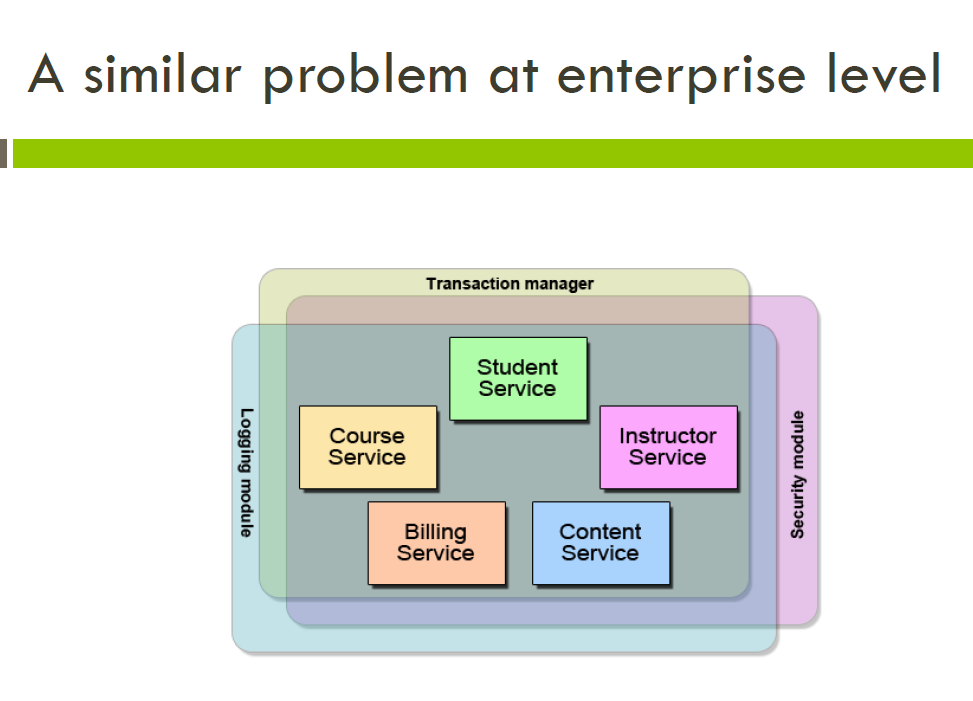 A similar problem at enterprise level
Transaction manager
Logging module
Security module
Student
Service
Course
Service
Instructor
Service
Billing
Service
Content
Service